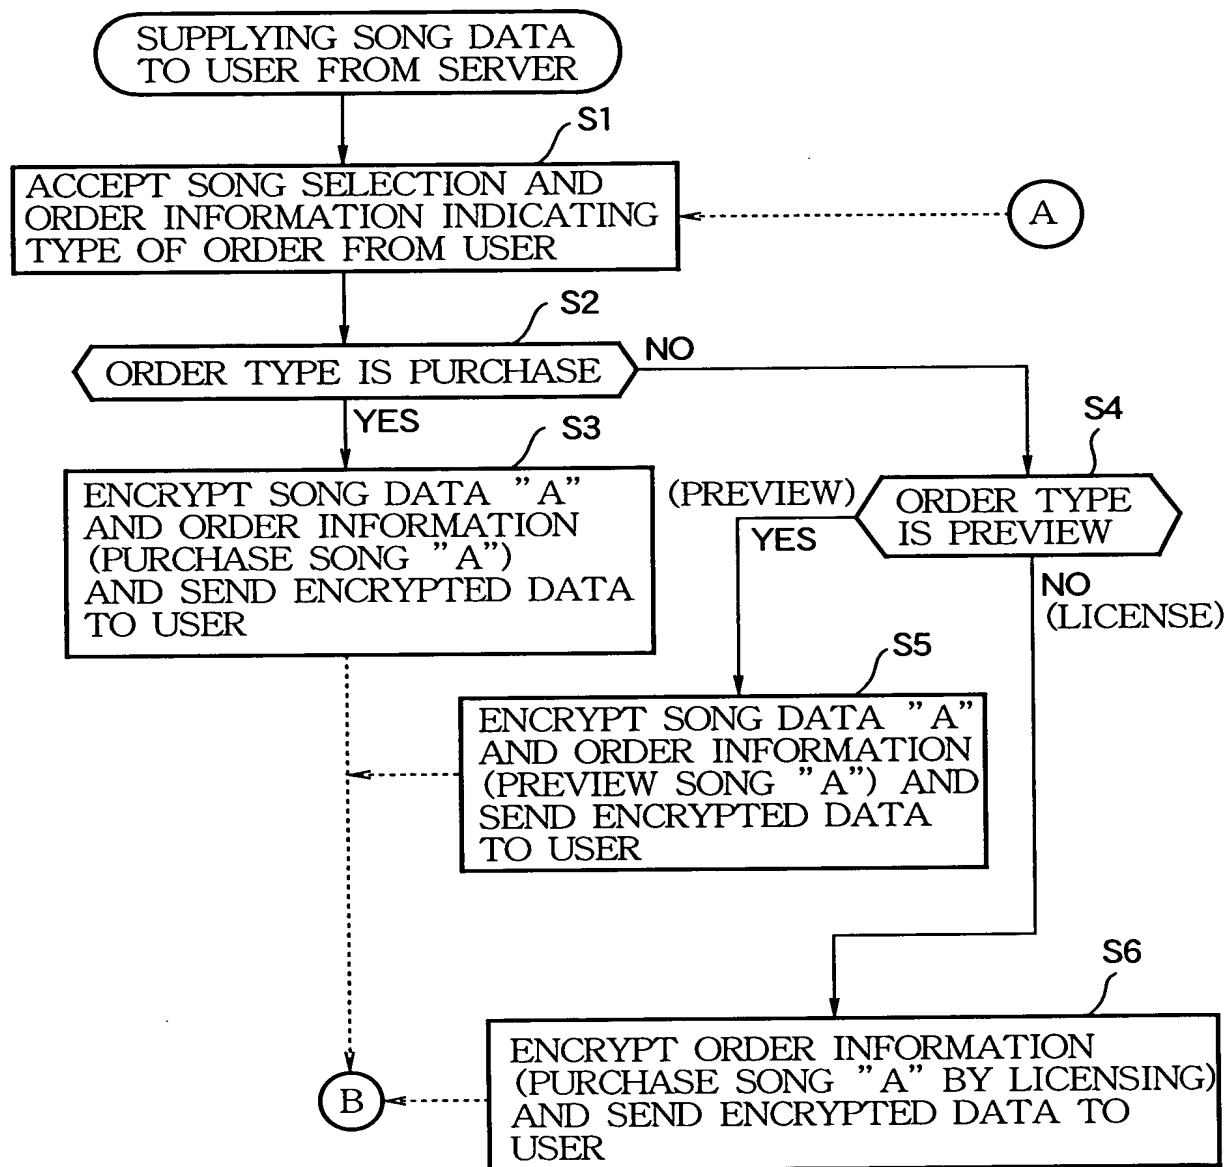 SUPPLYING SONG DATA
TO USER FROM SERVER
S1
ACCEPT SONG SELECTION AND
ORDER INFORMATION INDICATING
TYPE OF ORDER FROM USER
A
S2
ORDER TYPE IS PURCHASE
NO
YES
S3
ENCRYPT SONG DATA "A"
AND ORDER INFORMATION
(PURCHASE SONG "A")
AND SEND ENCRYPTED DATA
TO USER
S4
ORDER TYPE
IS PREVIEW
(PREVIEW)
YES
NO
(LICENSE)
S5
ENCRYPT SONG DATA "A"
AND ORDER INFORMATION
(PREVIEW SONG "A") AND
SEND ENCRYPTED DATA
TO USER
S6
ENCRYPT ORDER INFORMATION
(PURCHASE SONG "A" BY LICENSING)
AND SEND ENCRYPTED DATA TO
USER
B